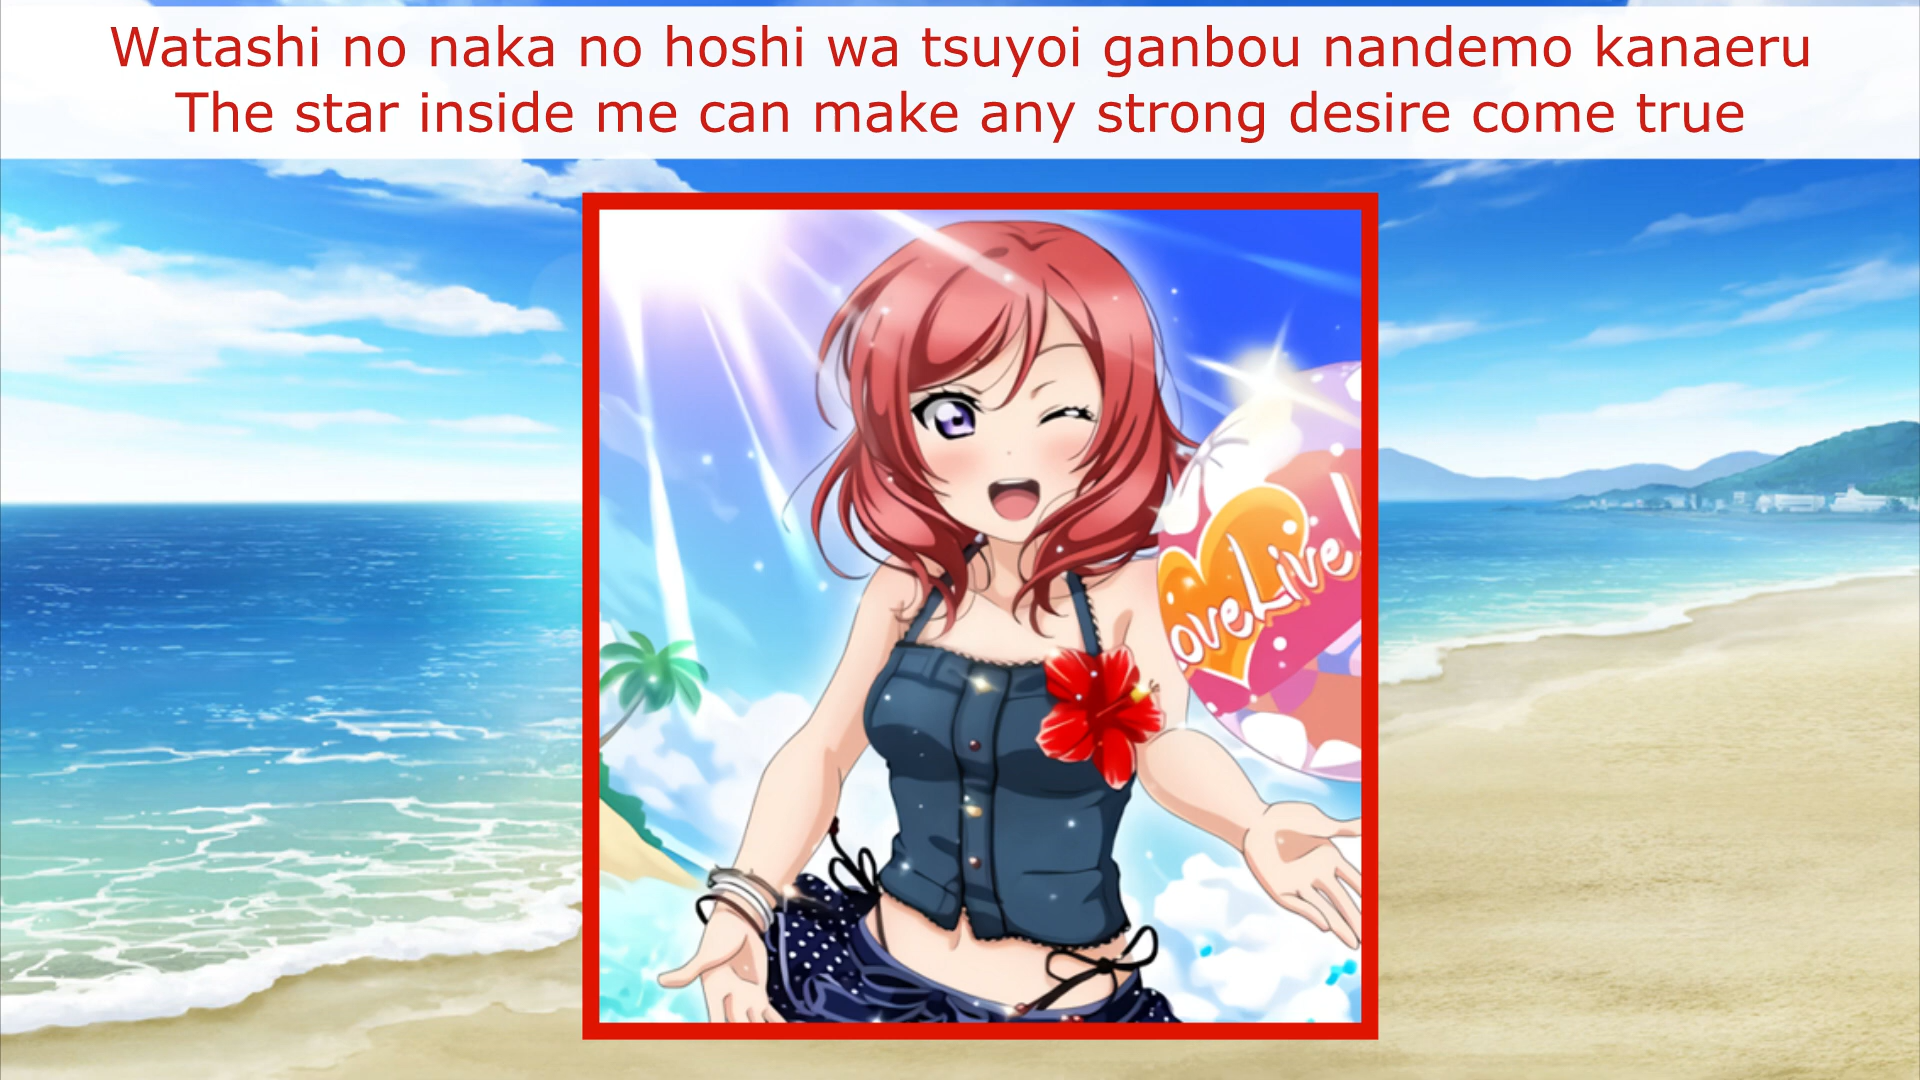 Watashi no naka no hoshi wa tsuyoi ganbou nandemo kanaeru
The star inside me can make any strong desire come true
oveLive